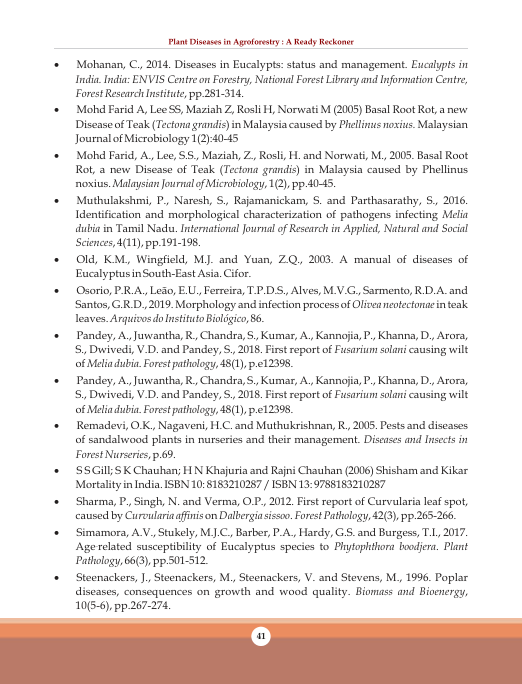 Plant Diseases in Agroforestry : A Ready Reckoner
• Mohanan, C., 2014. Diseases in Eucalypts: status and management. Eucalypts in
India. India: ENVIS Centre on Forestry, National Forest Library and Information Centre,
Forest Research Institute, pp.281-314.
• Mohd Farid A, Lee SS, Maziah Z, Rosli H, Norwati M (2005) Basal Root Rot, a new
Disease of Teak (Tectona grandis) in Malaysia caused by Phellinus noxius. Malaysian
Journal of Microbiology 1(2):40-45
• Mohd Farid, A., Lee, S.S., Maziah, Z., Rosli, H. and Norwati, M., 2005. Basal Root
Rot, a new Disease of Teak (Tectona grandis) in Malaysia caused by Phellinus
noxius. Malaysian Journal of Microbiology, 1(2), pp.40-45.
• Muthulakshmi, P., Naresh, S., Rajamanickam, S. and Parthasarathy, S., 2016.
Identification and morphological characterization of pathogens infecting Melia
dubia in Tamil Nadu. International Journal of Research in Applied, Natural and Social
Sciences, 4(11), pp.191-198.
• Old, K.M., Wingfield, M.J. and Yuan, Z.Q., 2003. A manual of diseases of
Eucalyptus in South-East Asia. Cifor.
• Osorio, P.R.A., Leão, E.U., Ferreira, T.P.D.S., Alves, M.V.G., Sarmento, R.D.A. and
Santos, G.R.D., 2019. Morphology and infection process of Olivea neotectonae in teak
leaves. Arquivos do Instituto Biológico, 86.
• Pandey, A., Juwantha, R., Chandra, S., Kumar, A., Kannojia, P., Khanna, D., Arora,
S., Dwivedi, V.D. and Pandey, S., 2018. First report of Fusarium solani causing wilt
of Melia dubia. Forest pathology, 48(1), p.e12398.
• Pandey, A., Juwantha, R., Chandra, S., Kumar, A., Kannojia, P., Khanna, D., Arora,
S., Dwivedi, V.D. and Pandey, S., 2018. First report of Fusarium solani causing wilt
of Melia dubia. Forest pathology, 48(1), p.e12398.
• Remadevi, O.K., Nagaveni, H.C. and Muthukrishnan, R., 2005. Pests and diseases
of sandalwood plants in nurseries and their management. Diseases and Insects in
Forest Nurseries, p.69.
• S S Gill; S K Chauhan; H N Khajuria and Rajni Chauhan (2006) Shisham and Kikar
Mortality in India. ISBN 10: 8183210287 / ISBN 13: 9788183210287
• Sharma, P., Singh, N. and Verma, O.P., 2012. First report of Curvularia leaf spot,
caused by Curvularia affinis on Dalbergia sissoo. Forest Pathology, 42(3), pp.265-266.
• Simamora, A.V., Stukely, M.J.C., Barber, P.A., Hardy, G.S. and Burgess, T.I., 2017.
Age-related susceptibility of Eucalyptus species to Phytophthora boodjera. Plant
Pathology, 66(3), pp.501-512.
• Steenackers, J., Steenackers, M., Steenackers, V. and Stevens, M., 1996. Poplar
diseases, consequences on growth and wood quality. Biomass and Bioenergy,
10(5-6), pp.267-274.
41